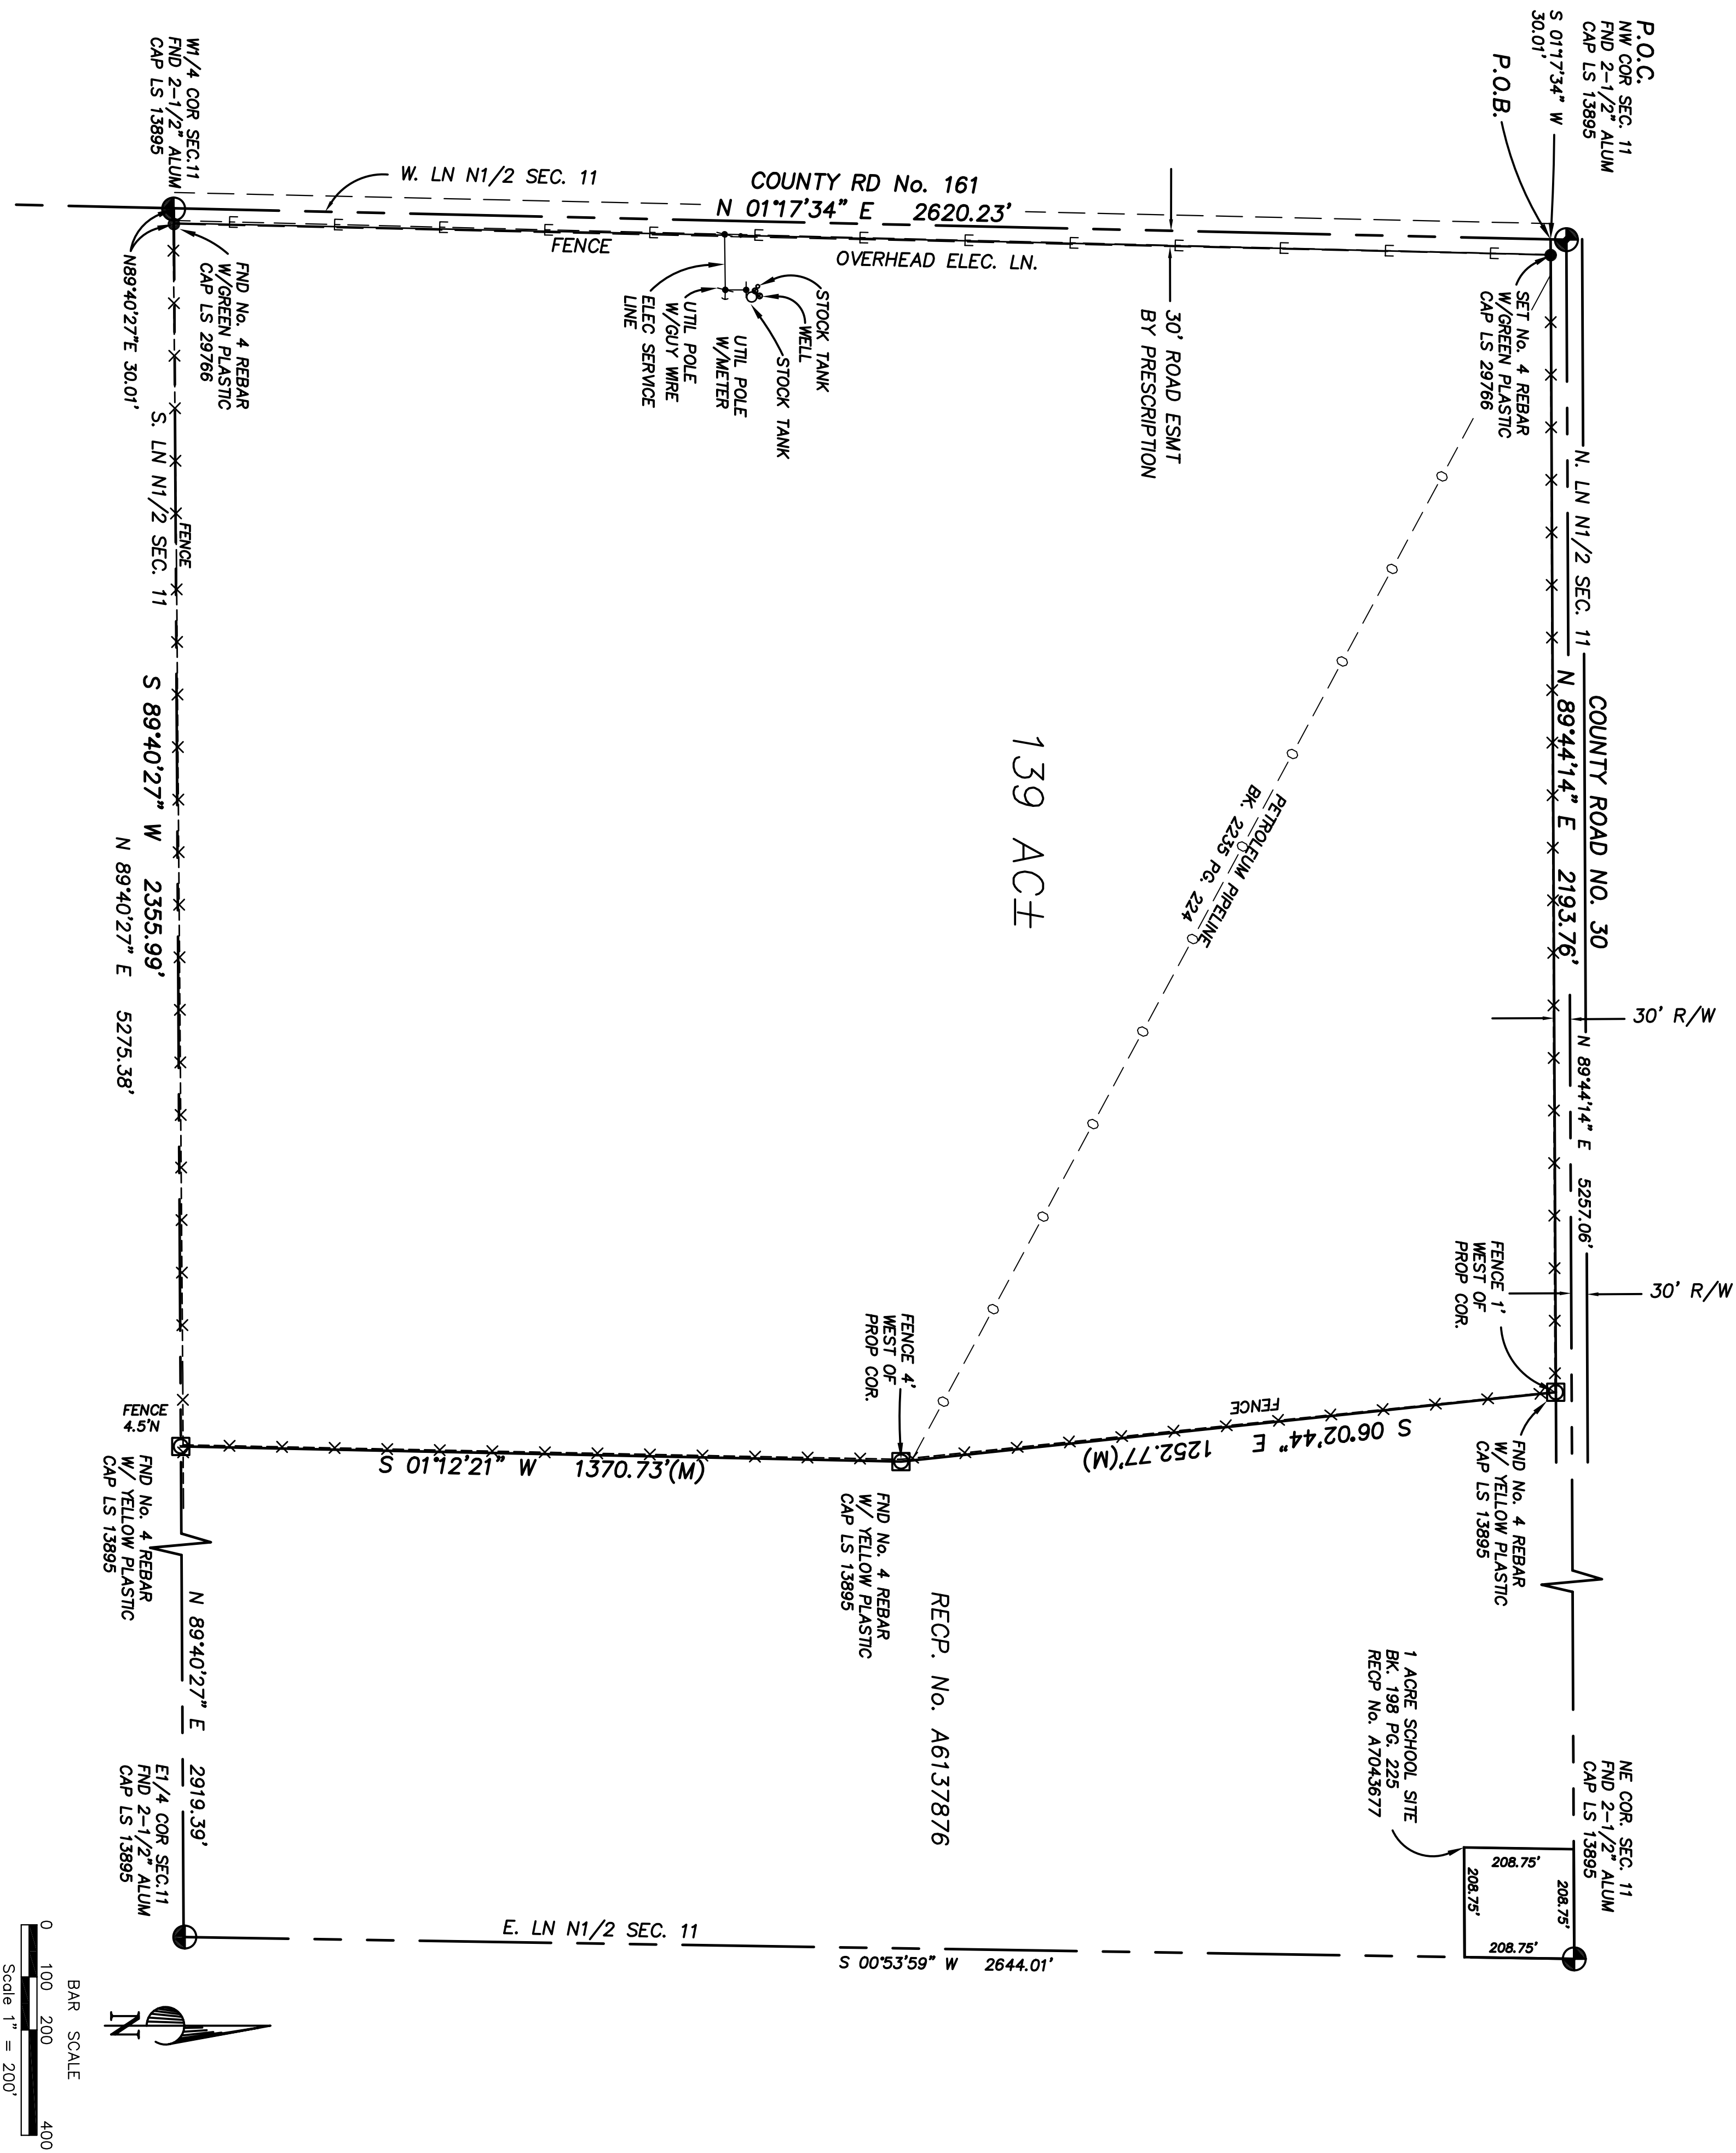 P.O.C.
NW COR SEC. 11
FND 2-1/2" ALUM
CAP LS 13895
S 01°17'34" W
30.01'
P.O.B.
SET No. 4 REBAR
W/GREEN PLASTIC
CAP LS 29766
N. LN N1/2 SEC. 11
COUNTY ROAD NO. 30
N 89°44'14" E 2193.76'
30' R/W
N 89°44'14" E 5257.06'
30' R/W
FENCE 1'
WEST OF
PROP COR.
FND No. 4 REBAR
W/ YELLOW PLASTIC
CAP LS 13895
NE COR. SEC. 11
FND 2-1/2" ALUM
CAP LS 13895
208.75'
208.75'
208.75'
208.75'
1 ACRE SCHOOL SITE
BK. 198 PG. 225
RECP No. A7043677
COUNTY RD No. 161
N 01°17'34" E 2620.23'
W. LN N1/2 SEC. 11
FENCE
OVERHEAD ELEC. LN.
E E E E E E E E E E E E E
30' ROAD ESMT
BY PRESCRIPTION
STOCK TANK
WELL
STOCK TANK
UTIL POLE
W/METER
UTIL POLE
W/GUY WIRE
ELEC SERVICE
LINE
PETROLEUM PIPELINE
BK. 2235 PG. 224
139 AC±
S 06°02'44" E 1252.77'(M)
FENCE
FENCE 4'
WEST OF
PROP COR.
FND No. 4 REBAR
W/ YELLOW PLASTIC
CAP LS 13895
RECP. No. A6137876
S 01°12'21" W 1370.73'(M)
E. LN N1/2 SEC. 11
S 00°53'59" W 2644.01'
W1/4 COR SEC.11
FND 2-1/2" ALUM
CAP LS 13895
N89°40'27"E 30.01'
FND No. 4 REBAR
W/GREEN PLASTIC
CAP LS 29766
FENCE
S. LN N1/2 SEC. 11
S 89°40'27" W 2355.99'
N 89°40'27" E 5275.38'
FENCE
4.5'N
FND No. 4 REBAR
W/ YELLOW PLASTIC
CAP LS 13895
N 89°40'27" E 2919.39'
E1/4 COR SEC.11
FND 2-1/2" ALUM
CAP LS 13895
N
BAR SCALE
0 100 200 400
Scale 1" = 200'